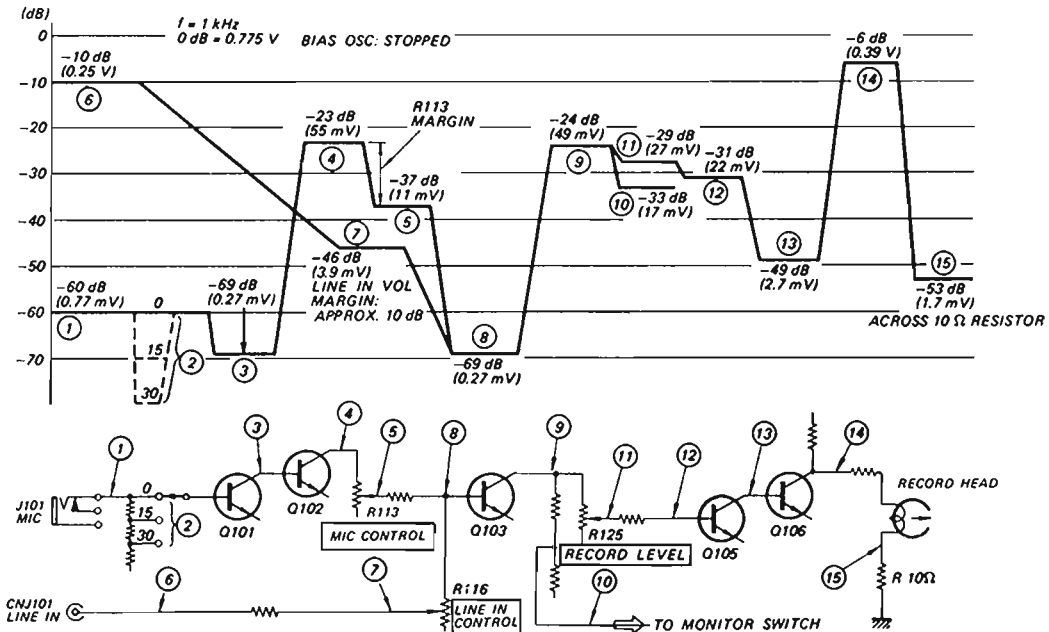 (dB)
f = 1 kHz
0 dB = 0.775 V BIAS OSC: STOPPED
0
-10
-20
-30
-40
-50
-60
-70
-10 dB
(0.25 V)
6
-60 dB
(0.77 mV)
1
0
15
30
2
-69 dB
(0.27 mV)
3
-23 dB
(55 mV)
4
R113
MARGIN
-37 dB
(11 mV)
5
7
-46 dB
(3.9 mV)
LINE IN VOL
MARGIN:
APPROX. 10 dB
8
-69 dB
(0.27 mV)
-24 dB
(49 mV)
9
11
-29 dB
(27 mV)
10
-33 dB
(17 mV)
-31 dB
(22 mV)
12
13
-49 dB
(2.7 mV)
-6 dB
(0.39 V)
14
15
-53 dB
(1.7 mV)
ACROSS 10 Ω RESISTOR
1
J101
MIC
0
15
30
2
3
Q101
4
Q102
5
R113
MIC CONTROL
8
Q103
9
11
12
R125
RECORD LEVEL
10
TO MONITOR SWITCH
13
Q105
Q106
14
RECORD HEAD
15
R 10Ω
CNJ101
LINE IN
6
7
R116
LINE IN
CONTROL